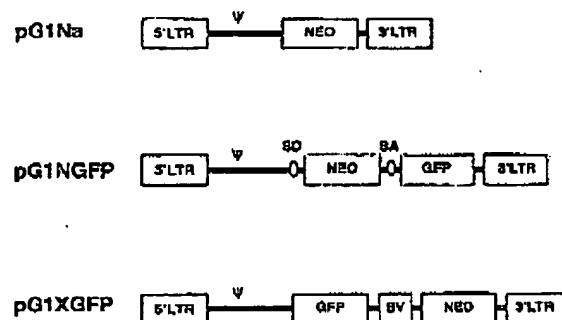 pG1Na
Ψ
5'LTR NEO 3'LTR
SD SA
pG1NGFP
Ψ
5'LTR NEO GFP 3'LTR
pG1XGFP
Ψ
5'LTR GFP SV NEO 3'LTR